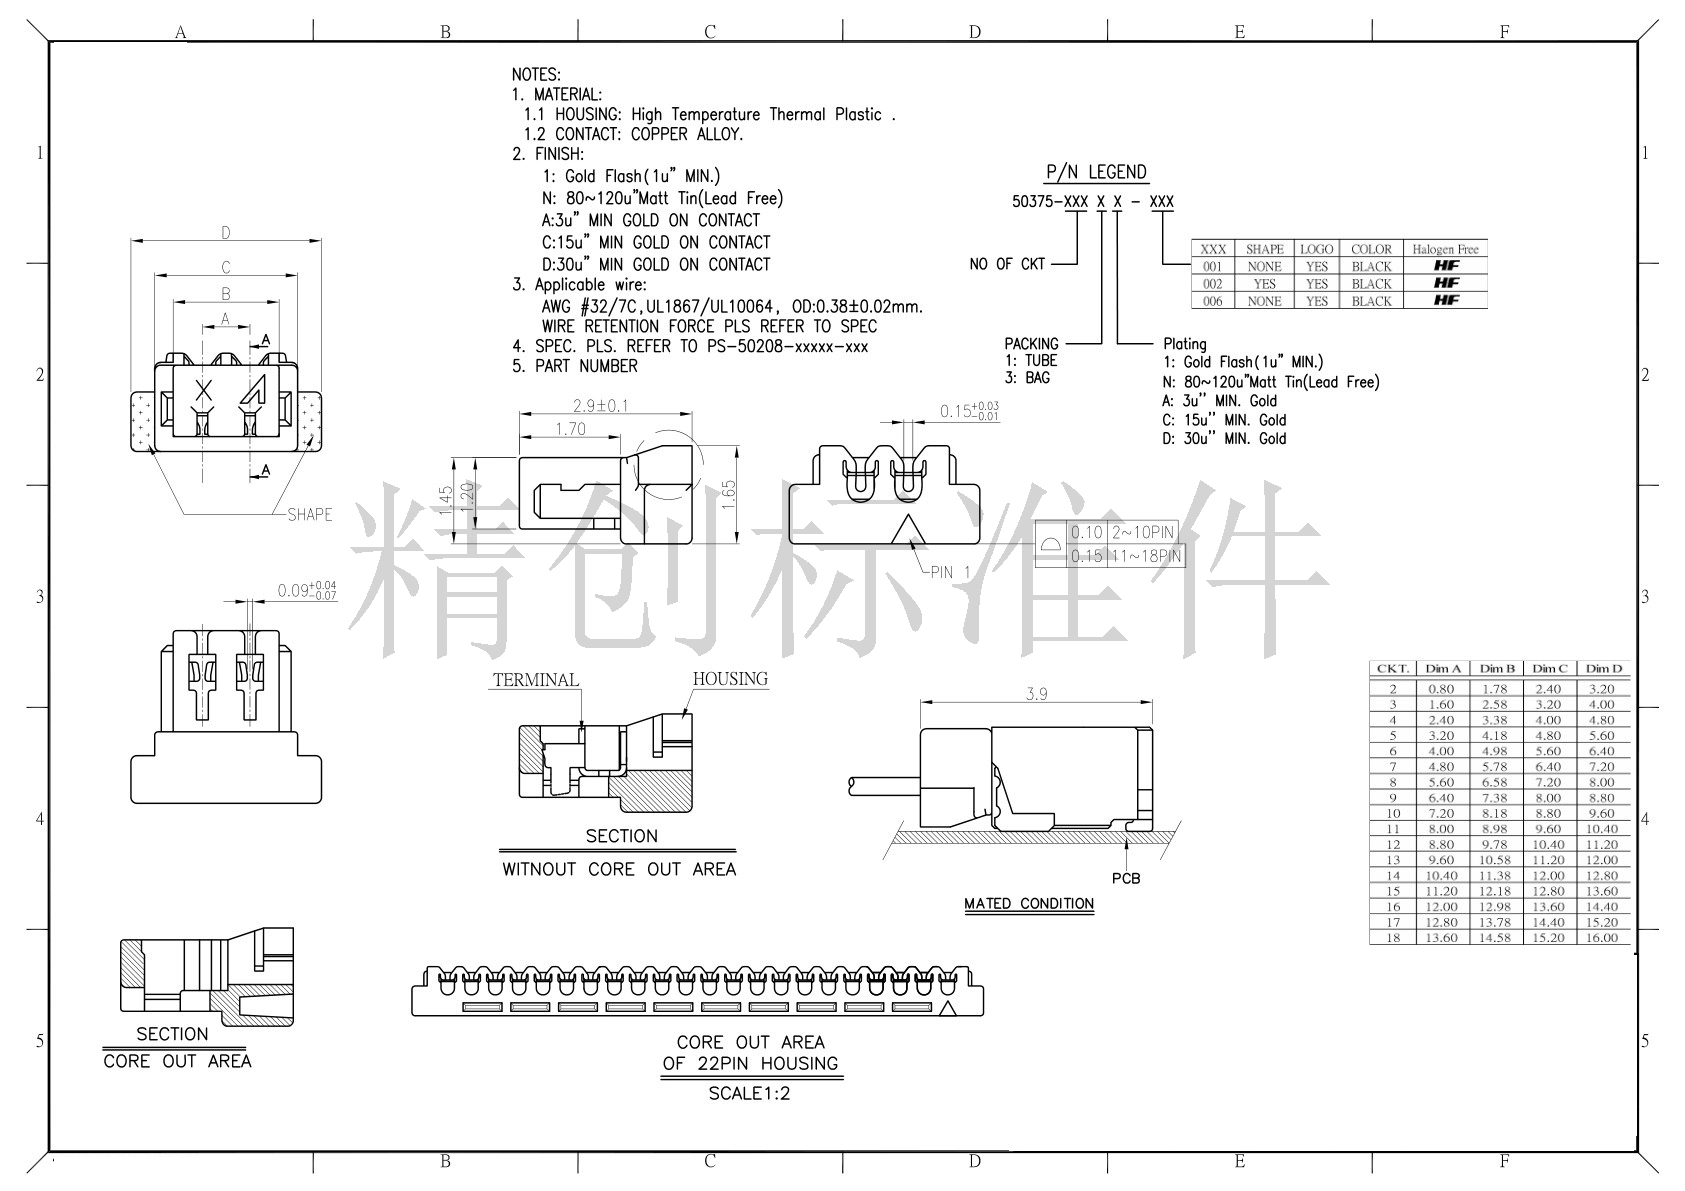 A B C D E F
NOTES:
1. MATERIAL:
1.1 HOUSING: High Temperature Thermal Plastic .
1.2 CONTACT: COPPER ALLOY.
2. FINISH:
1: Gold Flash(1u" MIN.)
N: 80~120u"Matt Tin(Lead Free)
A:3u" MIN GOLD ON CONTACT
C:15u" MIN GOLD ON CONTACT
D:30u" MIN GOLD ON CONTACT
3. Applicable wire:
AWG #32/7C,UL1867/UL10064, OD:0.38±0.02mm.
WIRE RETENTION FORCE PLS REFER TO SPEC
4. SPEC. PLS. REFER TO PS-50208-xxxxx-xxx
5. PART NUMBER
1 1
P/N LEGEND
50375-XXX X X - XXX
NO OF CKT
XXX SHAPE LOGO COLOR Halogen Free
001 NONE YES BLACK HF
002 YES YES BLACK HF
006 NONE YES BLACK HF
PACKING
1: TUBE
3: BAG
Plating
1: Gold Flash(1u" MIN.)
N: 80~120u"Matt Tin(Lead Free)
A: 3u'' MIN. Gold
C: 15u'' MIN. Gold
D: 30u'' MIN. Gold
D
C
B
A
A
X
A
SHAPE
2 2
2.9±0.1
1.70
1.45
1.20
1.65
0.15+0.03 -0.01
PIN 1
0.10 2~10PIN
0.15 11~18PIN
精创标准件
3 3
0.09+0.04 -0.07
TERMINAL
HOUSING
SECTION
WITNOUT CORE OUT AREA
3.9
PCB
MATED CONDITION
CKT. Dim A Dim B Dim C Dim D
2 0.80 1.78 2.40 3.20
3 1.60 2.58 3.20 4.00
4 2.40 3.38 4.00 4.80
5 3.20 4.18 4.80 5.60
6 4.00 4.98 5.60 6.40
7 4.80 5.78 6.40 7.20
8 5.60 6.58 7.20 8.00
9 6.40 7.38 8.00 8.80
10 7.20 8.18 8.80 9.60
11 8.00 8.98 9.60 10.40
12 8.80 9.78 10.40 11.20
13 9.60 10.58 11.20 12.00
14 10.40 11.38 12.00 12.80
15 11.20 12.18 12.80 13.60
16 12.00 12.98 13.60 14.40
17 12.80 13.78 14.40 15.20
18 13.60 14.58 15.20 16.00
4 4
SECTION
CORE OUT AREA
CORE OUT AREA
OF 22PIN HOUSING
SCALE1:2
5 5
B C D E F